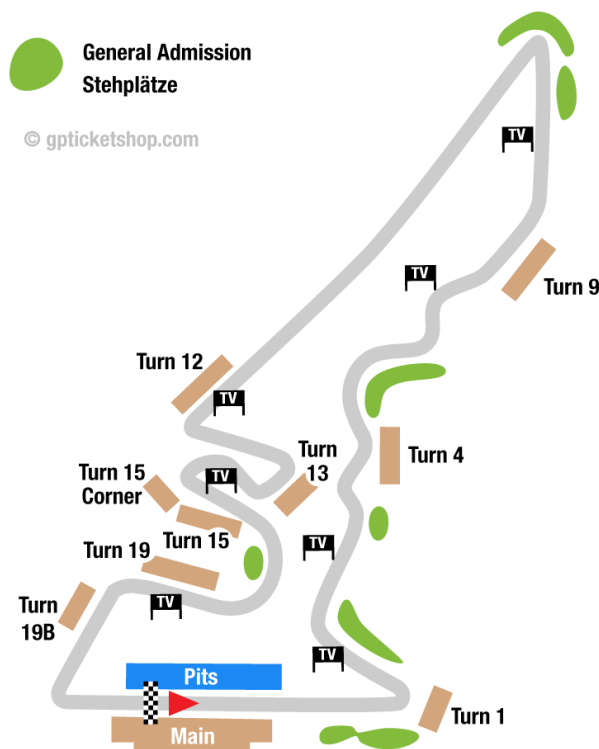 General Admission
Stehplätze
© gpticketshop.com
TV
TV
Turn 9
Turn 12
TV
Turn
13
Turn 4
Turn 15
Corner
TV
Turn 15
TV
Turn 19
Turn
19B
TV
TV
Pits
Turn 1
Main